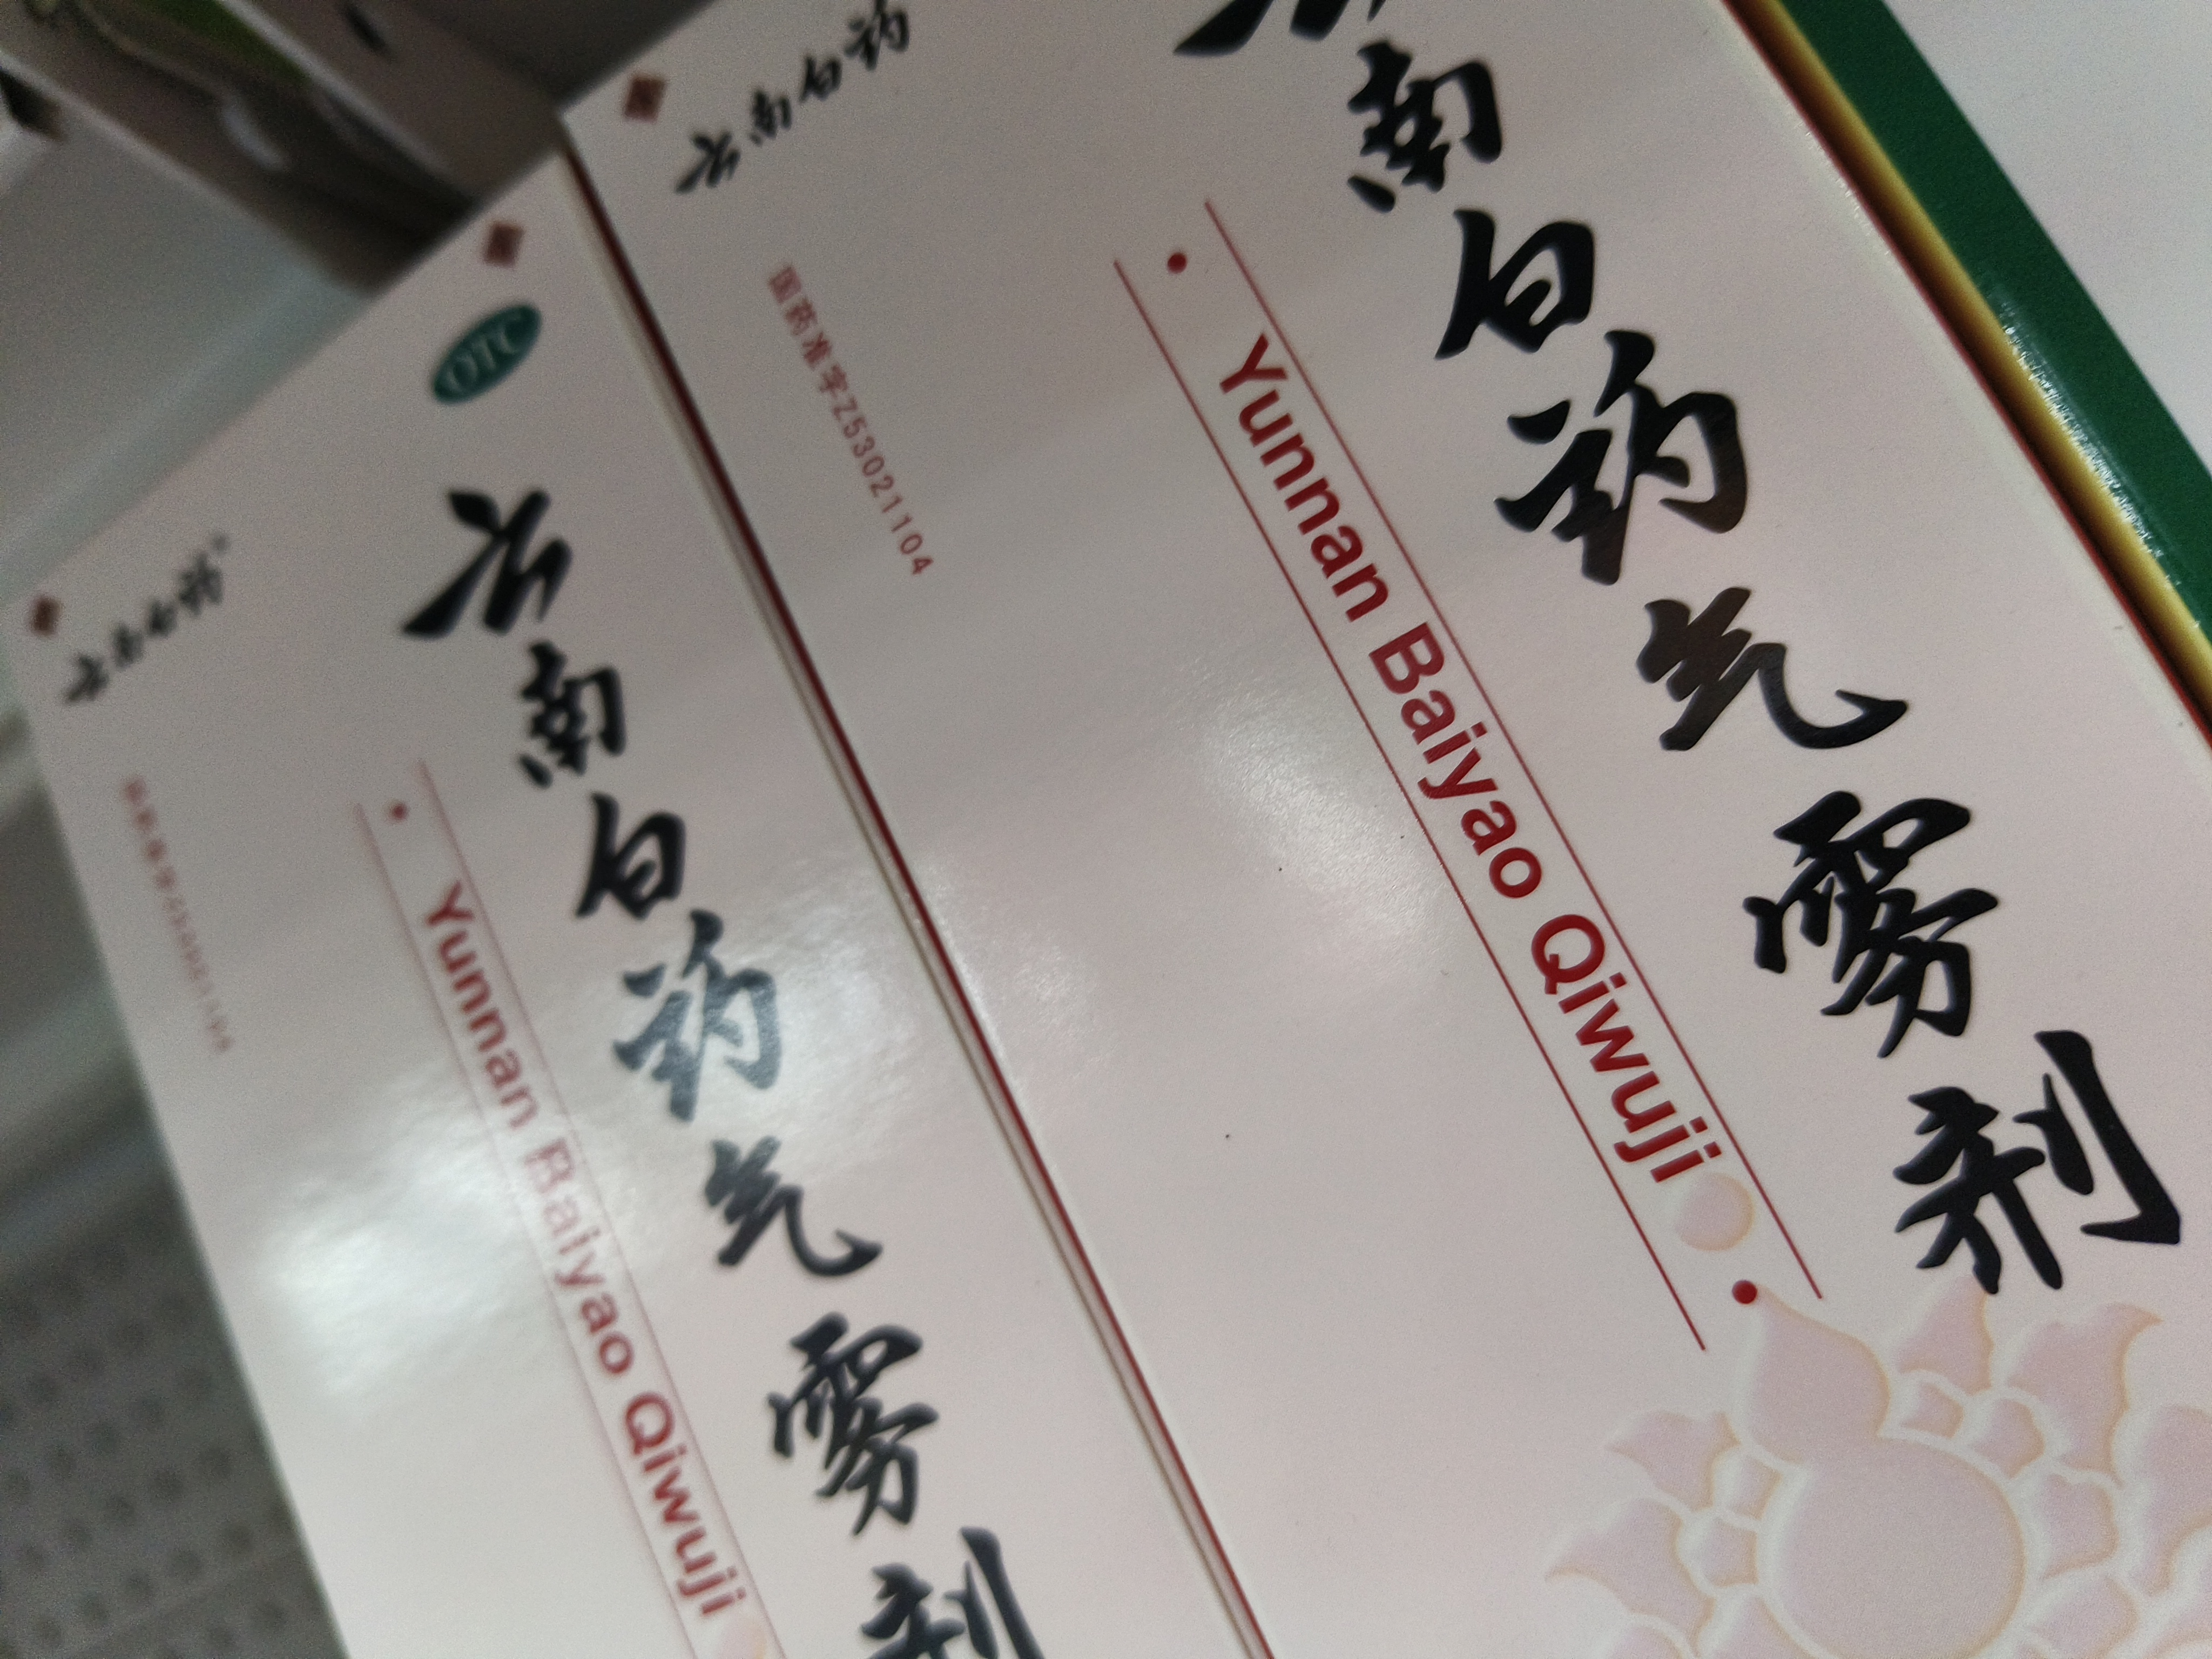 云南白药
国药准字Z53021104
南白药气雾剂
Yunnan Baiyao Qiwuji
OTC
云南白药
云南白药气雾剂
Yunnan Baiyao Qiwuji